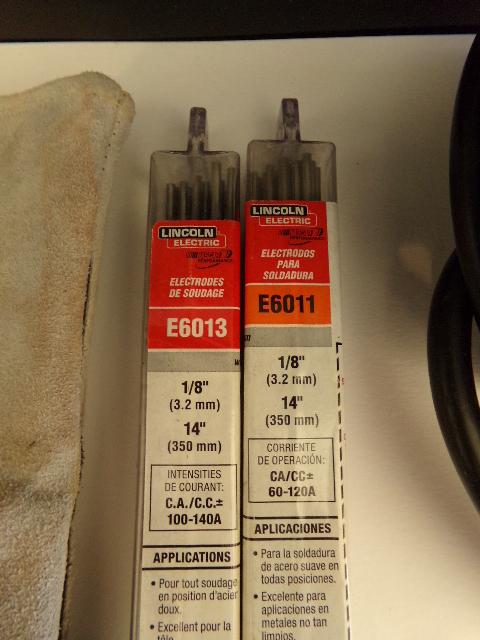 LINCOLN
ELECTRIC
PERFORMANCE
ELECTRODES
DE SOUDAGE
E6013
1/8"
(3.2 mm)
14"
(350 mm)
INTENSITIES
DE COURANT:
C.A./C.C.±
100-140A
APPLICATIONS
• Pour tout soudage
en position d'acier
doux.
• Excellent pour la
tôle
LINCOLN
ELECTRIC
PERFORMANCE
ELECTRODOS
PARA
SOLDADURA
E6011
1/8"
(3.2 mm)
14"
(350 mm)
CORRIENTE
DE OPERACIÓN:
CA/CC±
60-120A
APLICACIONES
• Para la soldadura
de acero suave en
todas posiciones.
• Excelente para
aplicaciones en
metales no tan
limpios.